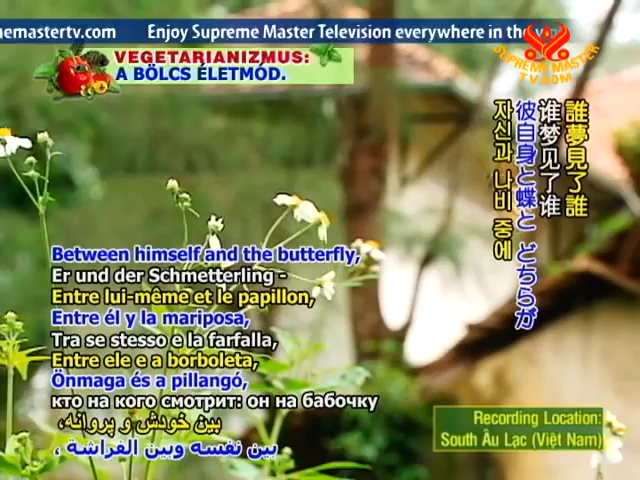 emastertv.com Enjoy Supreme Master Television everywhere in the
SUPREME MASTER
TV.COM
VEGETARIANIZMUS:
A BÖLCS ÉLETMÓD.
誰夢見了誰
谁梦见了谁
彼自身と蝶と どちらが
자신과 나비 중에
Between himself and the butterfly,
Er und der Schmetterling -
Entre lui-même et le papillon,
Entre él y la mariposa,
Tra se stesso e la farfalla,
Entre ele e a borboleta,
Önmaga és a pillangó,
кто на кого смотрит: он на бабочку
بین خودش و پروانه،
بين نفسه وبين الفراشة ،
Recording Location:
South Âu Lạc (Việt Nam)